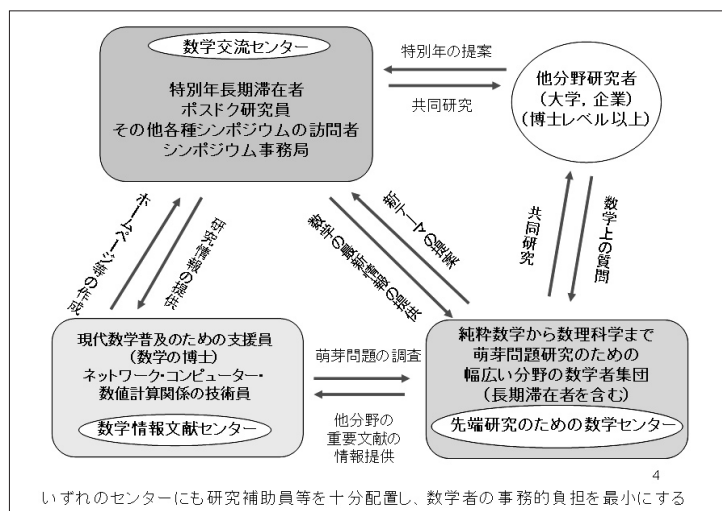 数学交流センター
特別年長期滞在者
ポスドク研究員
その他各種シンポジウムの訪問者
シンポジウム事務局
特別年の提案
共同研究
他分野研究者
(大学, 企業)
(博士レベル以上)
ホームページ等の作成
研究情報の提供
数学の最新情報の提供
新テーマの提案
共同研究
数学上の質問
現代数学普及のための支援員
(数学の博士)
ネットワーク・コンピューター・
数値計算関係の技術員
数学情報文献センター
萌芽問題の調査
他分野の
重要文献の
情報提供
純粋数学から数理科学まで
萌芽問題研究のための
幅広い分野の数学者集団
(長期滞在者を含む)
先端研究のための数学センター
4
いずれのセンターにも研究補助員等を十分配置し、数学者の事務的負担を最小にする